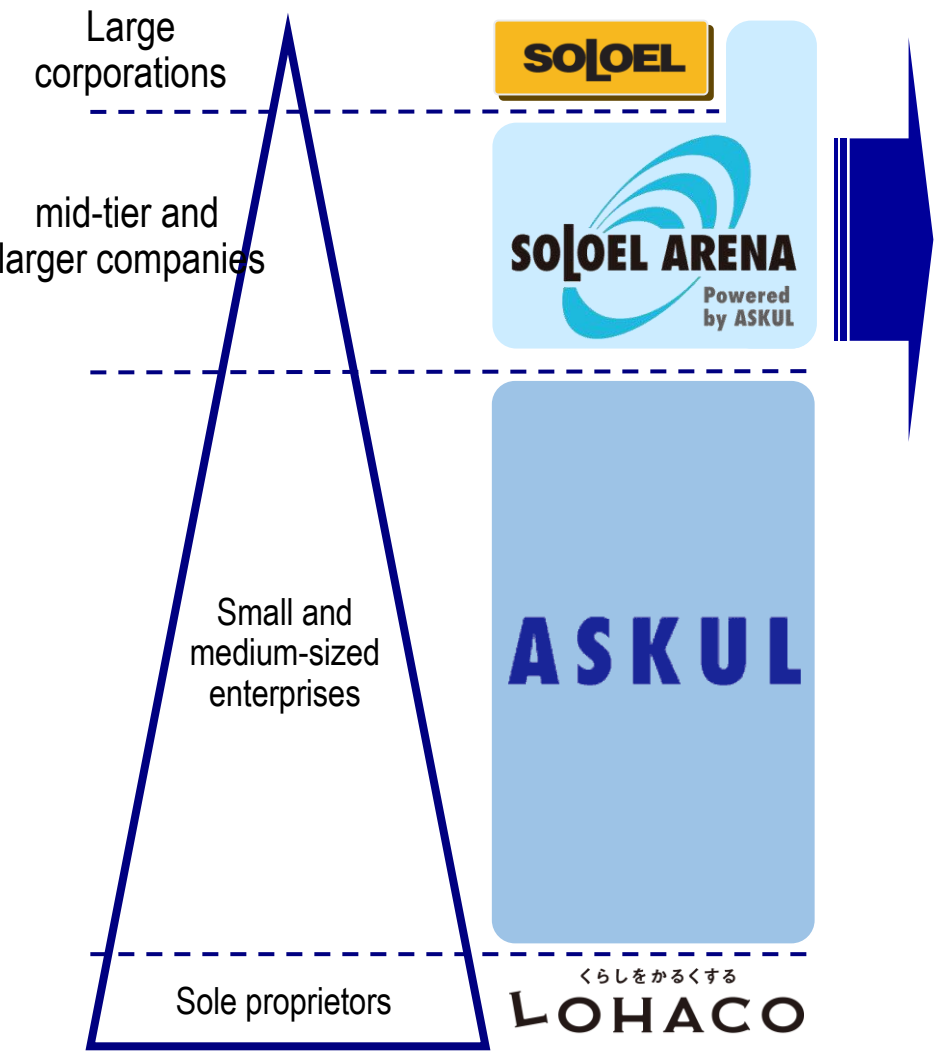 Large
corporations
SOLOEL
mid-tier and
larger companies
SOLOEL ARENA
Powered
by ASKUL
Small and
medium-sized
enterprises
ASKUL
Sole proprietors
くらしをかるくする
LOHACO